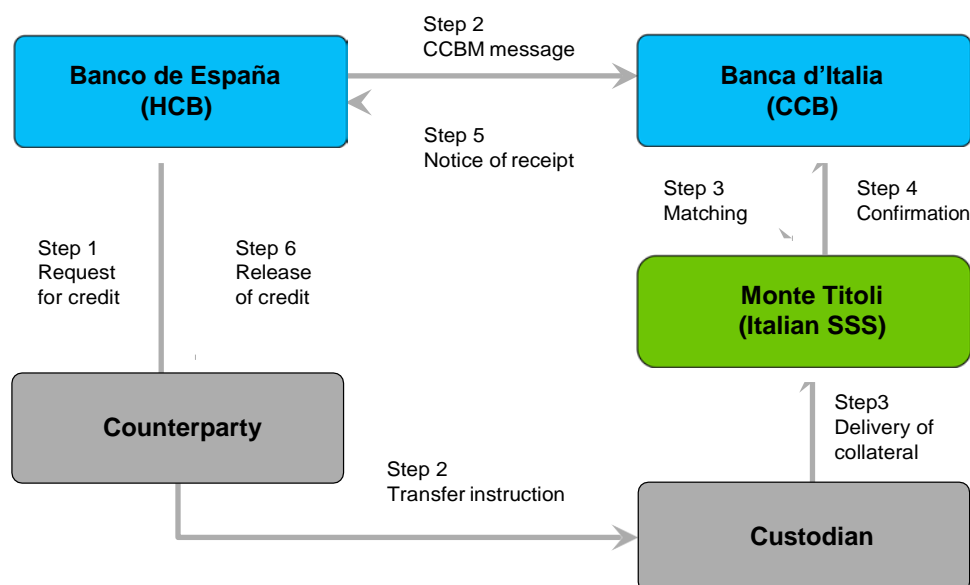 Step 2
CCBM message
Banco de España
(HCB)
Banca d’Italia
(CCB)
Step 5
Notice of receipt
Step 3
Matching
Step 4
Confirmation
Step 1
Request
for credit
Step 6
Release
of credit
Monte Titoli
(Italian SSS)
Counterparty
Step3
Delivery of
collateral
Step 2
Transfer instruction
Custodian